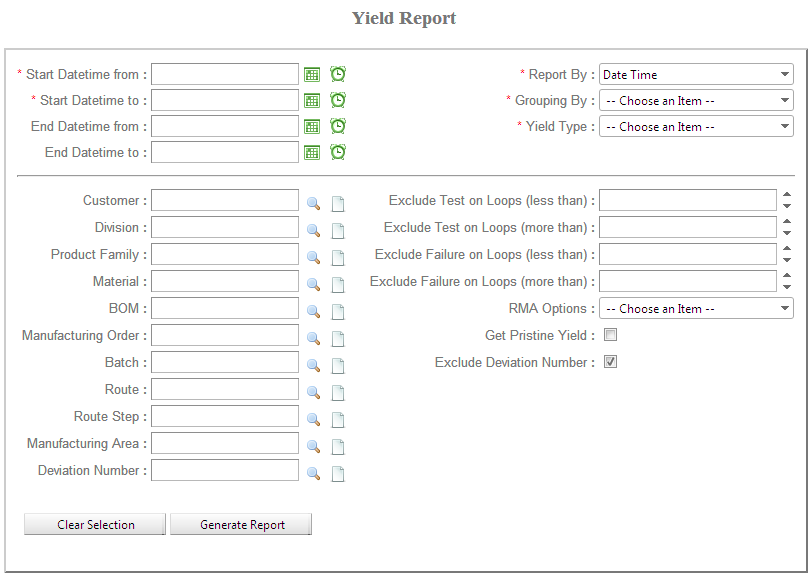 Yield Report
* Start Datetime from :
* Report By : Date Time
* Start Datetime to :
* Grouping By : -- Choose an Item --
End Datetime from :
* Yield Type : -- Choose an Item --
End Datetime to :
Customer :
Exclude Test on Loops (less than) :
Division :
Exclude Test on Loops (more than) :
Product Family :
Exclude Failure on Loops (less than) :
Material :
Exclude Failure on Loops (more than) :
BOM :
RMA Options : -- Choose an Item --
Manufacturing Order :
Get Pristine Yield :
Batch :
Exclude Deviation Number :
Route :
Route Step :
Manufacturing Area :
Deviation Number :
Clear Selection
Generate Report